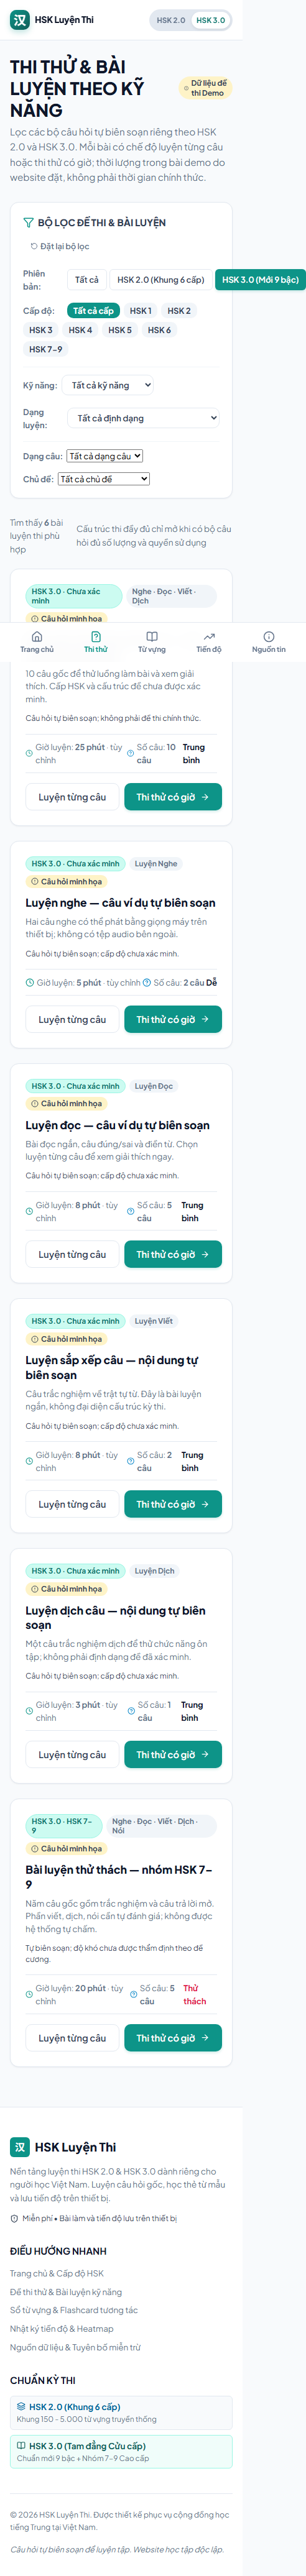 汉 HSK Luyện Thi HSK 2.0 HSK 3.0
THI THỬ & BÀI
LUYỆN THEO KỸ
NĂNG
Dữ liệu đề
thi Demo
Lọc các bộ câu hỏi tự biên soạn riêng theo HSK
2.0 và HSK 3.0. Mỗi bài có chế độ luyện từng câu
hoặc thi thử có giờ; thời lượng trong bài demo do
website đặt, không phải thời gian chính thức.
BỘ LỌC ĐỀ THI & BÀI LUYỆN
Đặt lại bộ lọc
Phiên
bản:
Tất cả HSK 2.0 (Khung 6 cấp) HSK 3.0 (Mới 9 bậc)
Cấp độ: Tất cả cấp HSK 1 HSK 2
HSK 3 HSK 4 HSK 5 HSK 6
HSK 7-9
Kỹ năng: Tất cả kỹ năng
Dạng
luyện:
Tất cả định dạng
Dạng câu: Tất cả dạng câu
Chủ đề: Tất cả chủ đề
Tìm thấy 6 bài
luyện thi phù
hợp
Cấu trúc thi đầy đủ chỉ mở khi có bộ câu
hỏi đủ số lượng và quyền sử dụng
HSK 3.0 · Chưa xác
minh
Nghe · Đọc · Viết ·
Dịch
Câu hỏi minh họa
Trang chủ Thi thử Từ vựng Tiến độ Nguồn tin
10 câu gốc để thử luồng làm bài và xem giải
thích. Cấp HSK và cấu trúc đề chưa được xác
minh.
Câu hỏi tự biên soạn; không phải đề thi chính thức.
Giờ luyện: 25 phút · tùy
chỉnh
Số câu: 10
câu
Trung
bình
Luyện từng câu Thi thử có giờ →
HSK 3.0 · Chưa xác minh Luyện Nghe
Câu hỏi minh họa
Luyện nghe — câu ví dụ tự biên soạn
Hai câu nghe có thể phát bằng giọng máy trên
thiết bị; không có tệp audio bên ngoài.
Câu hỏi tự biên soạn; cấp độ chưa xác minh.
Giờ luyện: 5 phút · tùy chỉnh Số câu: 2 câu Dễ
Luyện từng câu Thi thử có giờ →
HSK 3.0 · Chưa xác minh Luyện Đọc
Câu hỏi minh họa
Luyện đọc — câu ví dụ tự biên soạn
Bài đọc ngắn, câu đúng/sai và điền từ. Chọn
luyện từng câu để xem giải thích ngay.
Câu hỏi tự biên soạn; cấp độ chưa xác minh.
Giờ luyện: 8 phút · tùy
chỉnh
Số câu: 5
câu
Trung
bình
Luyện từng câu Thi thử có giờ →
HSK 3.0 · Chưa xác minh Luyện Viết
Câu hỏi minh họa
Luyện sắp xếp câu — nội dung tự
biên soạn
Câu trắc nghiệm về trật tự từ. Đây là bài luyện
ngắn, không đại diện cấu trúc kỳ thi.
Câu hỏi tự biên soạn; cấp độ chưa xác minh.
Giờ luyện: 8 phút · tùy
chỉnh
Số câu: 2
câu
Trung
bình
Luyện từng câu Thi thử có giờ →
HSK 3.0 · Chưa xác minh Luyện Dịch
Câu hỏi minh họa
Luyện dịch câu — nội dung tự biên
soạn
Một câu trắc nghiệm dịch để thử chức năng ôn
tập; không phải định dạng đề đã xác minh.
Câu hỏi tự biên soạn; cấp độ chưa xác minh.
Giờ luyện: 3 phút · tùy
chỉnh
Số câu: 1
câu
Trung
bình
Luyện từng câu Thi thử có giờ →
HSK 3.0 · HSK 7-
9
Nghe · Đọc · Viết · Dịch ·
Nói
Câu hỏi minh họa
Bài luyện thử thách — nhóm HSK 7–
9
Năm câu gốc gồm trắc nghiệm và câu trả lời mở.
Phần viết, dịch, nói cần tự đánh giá; không được
hệ thống tự chấm.
Tự biên soạn; độ khó chưa được thẩm định theo đề
cương.
Giờ luyện: 20 phút · tùy
chỉnh
Số câu: 5
câu
Thử
thách
Luyện từng câu Thi thử có giờ →
汉 HSK Luyện Thi
Nền tảng luyện thi HSK 2.0 & HSK 3.0 dành riêng cho
người học Việt Nam. Luyện câu hỏi gốc, học thẻ từ mẫu
và lưu tiến độ trên thiết bị.
Miễn phí • Bài làm và tiến độ lưu trên thiết bị
ĐIỀU HƯỚNG NHANH
Trang chủ & Cấp độ HSK
Đề thi thử & Bài luyện kỹ năng
Sổ từ vựng & Flashcard tương tác
Nhật ký tiến độ & Heatmap
Nguồn dữ liệu & Tuyên bố miễn trừ
CHUẨN KỲ THI
HSK 2.0 (Khung 6 cấp)
Khung 150 - 5.000 từ vựng truyền thống
HSK 3.0 (Tam đẳng Cửu cấp)
Chuẩn mới 9 bậc + Nhóm 7-9 Cao cấp
© 2026 HSK Luyện Thi. Được thiết kế phục vụ cộng đồng học
tiếng Trung tại Việt Nam.
Câu hỏi tự biên soạn để luyện tập. Website học tập độc lập.